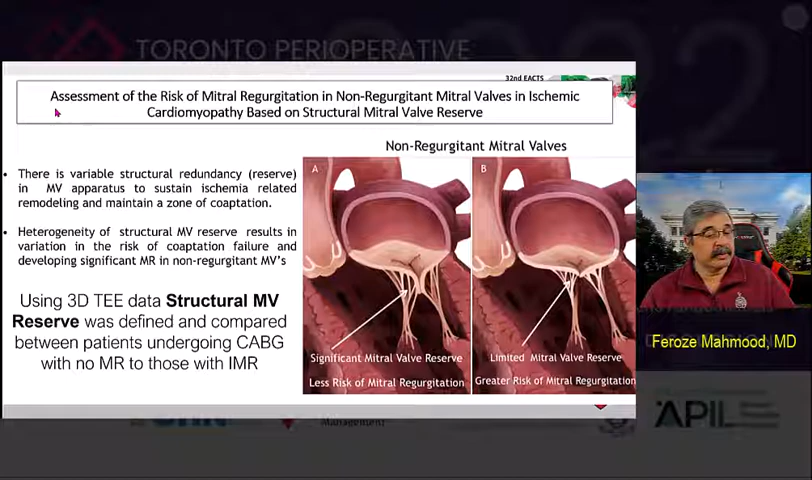 TORONTO PERIOPERATIVE
32nd EACTS
Assessment of the Risk of Mitral Regurgitation in Non-Regurgitant Mitral Valves in Ischemic
Cardiomyopathy Based on Structural Mitral Valve Reserve
Non-Regurgitant Mitral Valves
• There is variable structural redundancy (reserve)
in MV apparatus to sustain ischemia related
remodeling and maintain a zone of coaptation.
• Heterogeneity of structural MV reserve results in
variation in the risk of coaptation failure and
developing significant MR in non-regurgitant MV's
Using 3D TEE data Structural MV
Reserve was defined and compared
between patients undergoing CABG
with no MR to those with IMR
A
Significant Mitral Valve Reserve
Less Risk of Mitral Regurgitation
B
Limited Mitral Valve Reserve
Greater Risk of Mitral Regurgitation
Feroze Mahmood, MD
APIL
Management